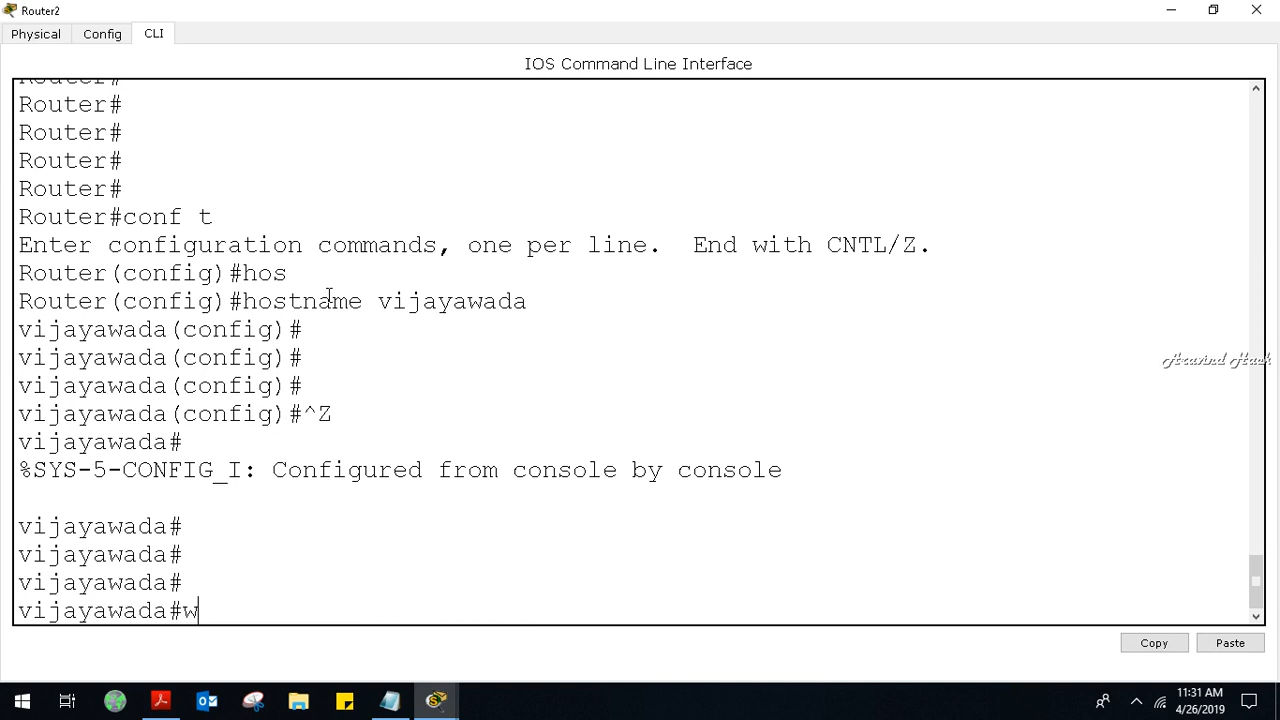 Router2
Physical Config CLI
IOS Command Line Interface
Router#
Router#
Router#
Router#
Router#
Router#conf t
Enter configuration commands, one per line.  End with CNTL/Z.
Router(config)#hos
Router(config)#hostname vijayawada
vijayawada(config)#
vijayawada(config)#
vijayawada(config)#
vijayawada(config)#^Z
vijayawada#
%SYS-5-CONFIG_I: Configured from console by console
vijayawada#
vijayawada#
vijayawada#
vijayawada#w
Aravind Hack
Copy Paste
11:31 AM
4/26/2019